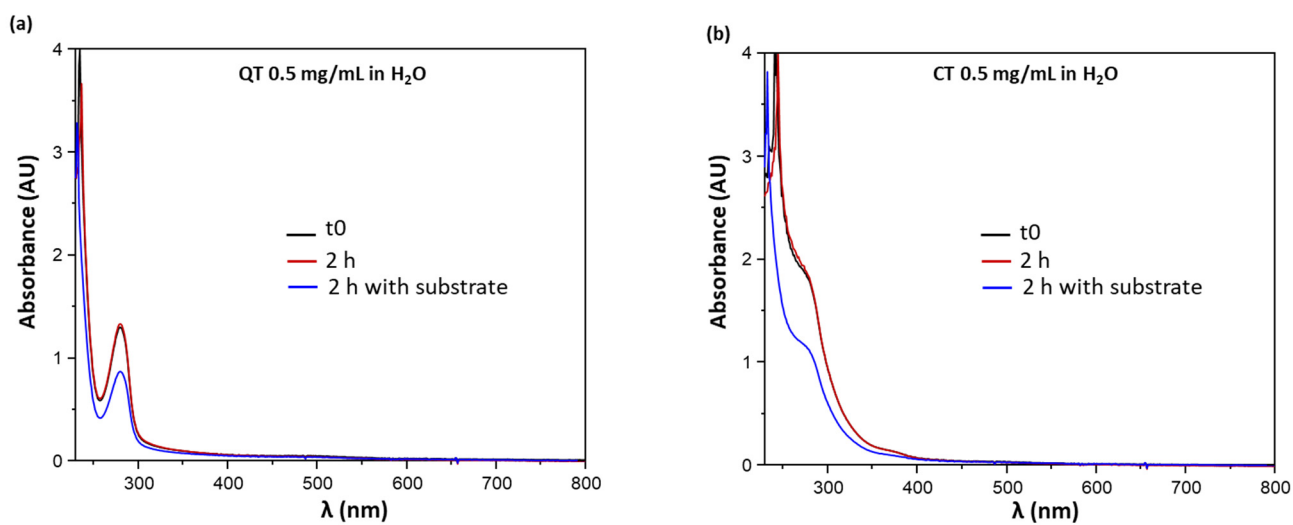 (a)
QT 0.5 mg/mL in H₂O
4
3
2
1
0
Absorbance (AU)
t0
2 h
2 h with substrate
300
400
500
600
700
800
λ (nm)
(b)
CT 0.5 mg/mL in H₂O
4
3
2
1
0
Absorbance (AU)
t0
2 h
2 h with substrate
300
400
500
600
700
800
λ (nm)